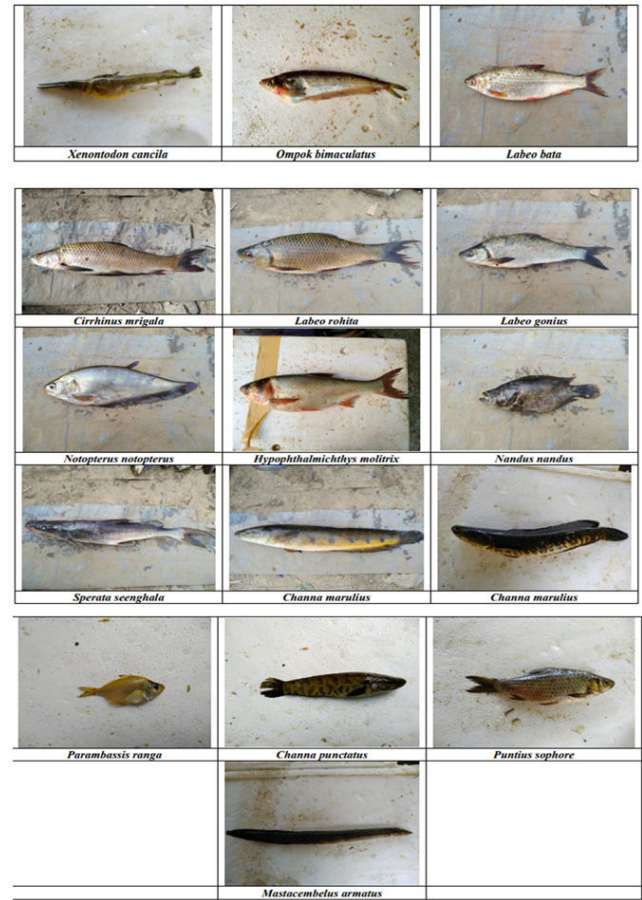 Xenontodon cancila
Ompok bimaculatus
Labeo bata
Cirrhinus mrigala
Labeo rohita
Labeo gonius
Notopterus notopterus
Hypophthalmichthys molitrix
Nandus nandus
Sperata seenghala
Channa marulius
Channa marulius
Parambassis ranga
Channa punctatus
Puntius sophore
Mastacembelus armatus